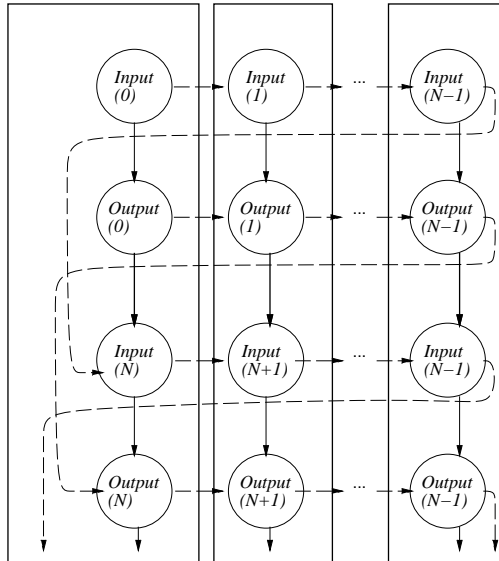 Input
(0)
Input
(1)
...
Input
(N−1)
Output
(0)
Output
(1)
...
Output
(N−1)
Input
(N)
Input
(N+1)
...
Input
(N−1)
Output
(N)
Output
(N+1)
...
Output
(N−1)